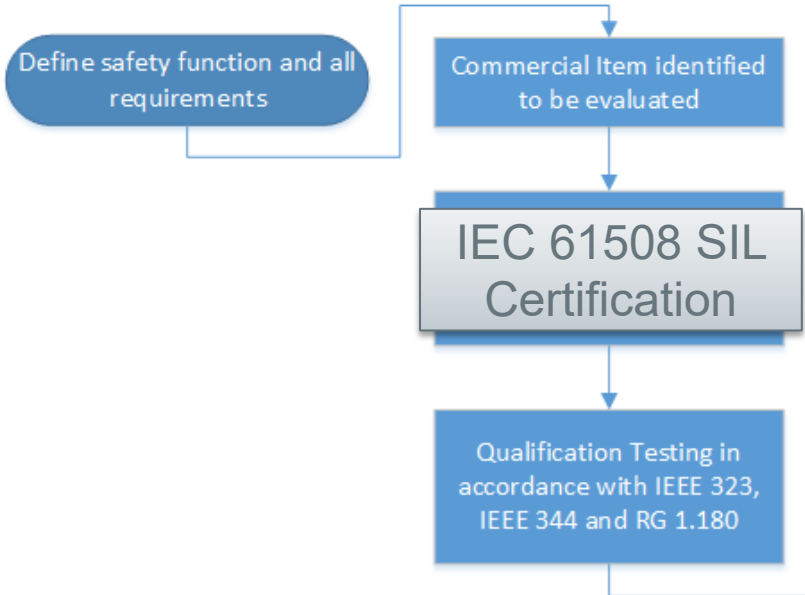 Define safety function and all
requirements
Commercial Item identified
to be evaluated
IEC 61508 SIL
Certification
Qualification Testing in
accordance with IEEE 323,
IEEE 344 and RG 1.180